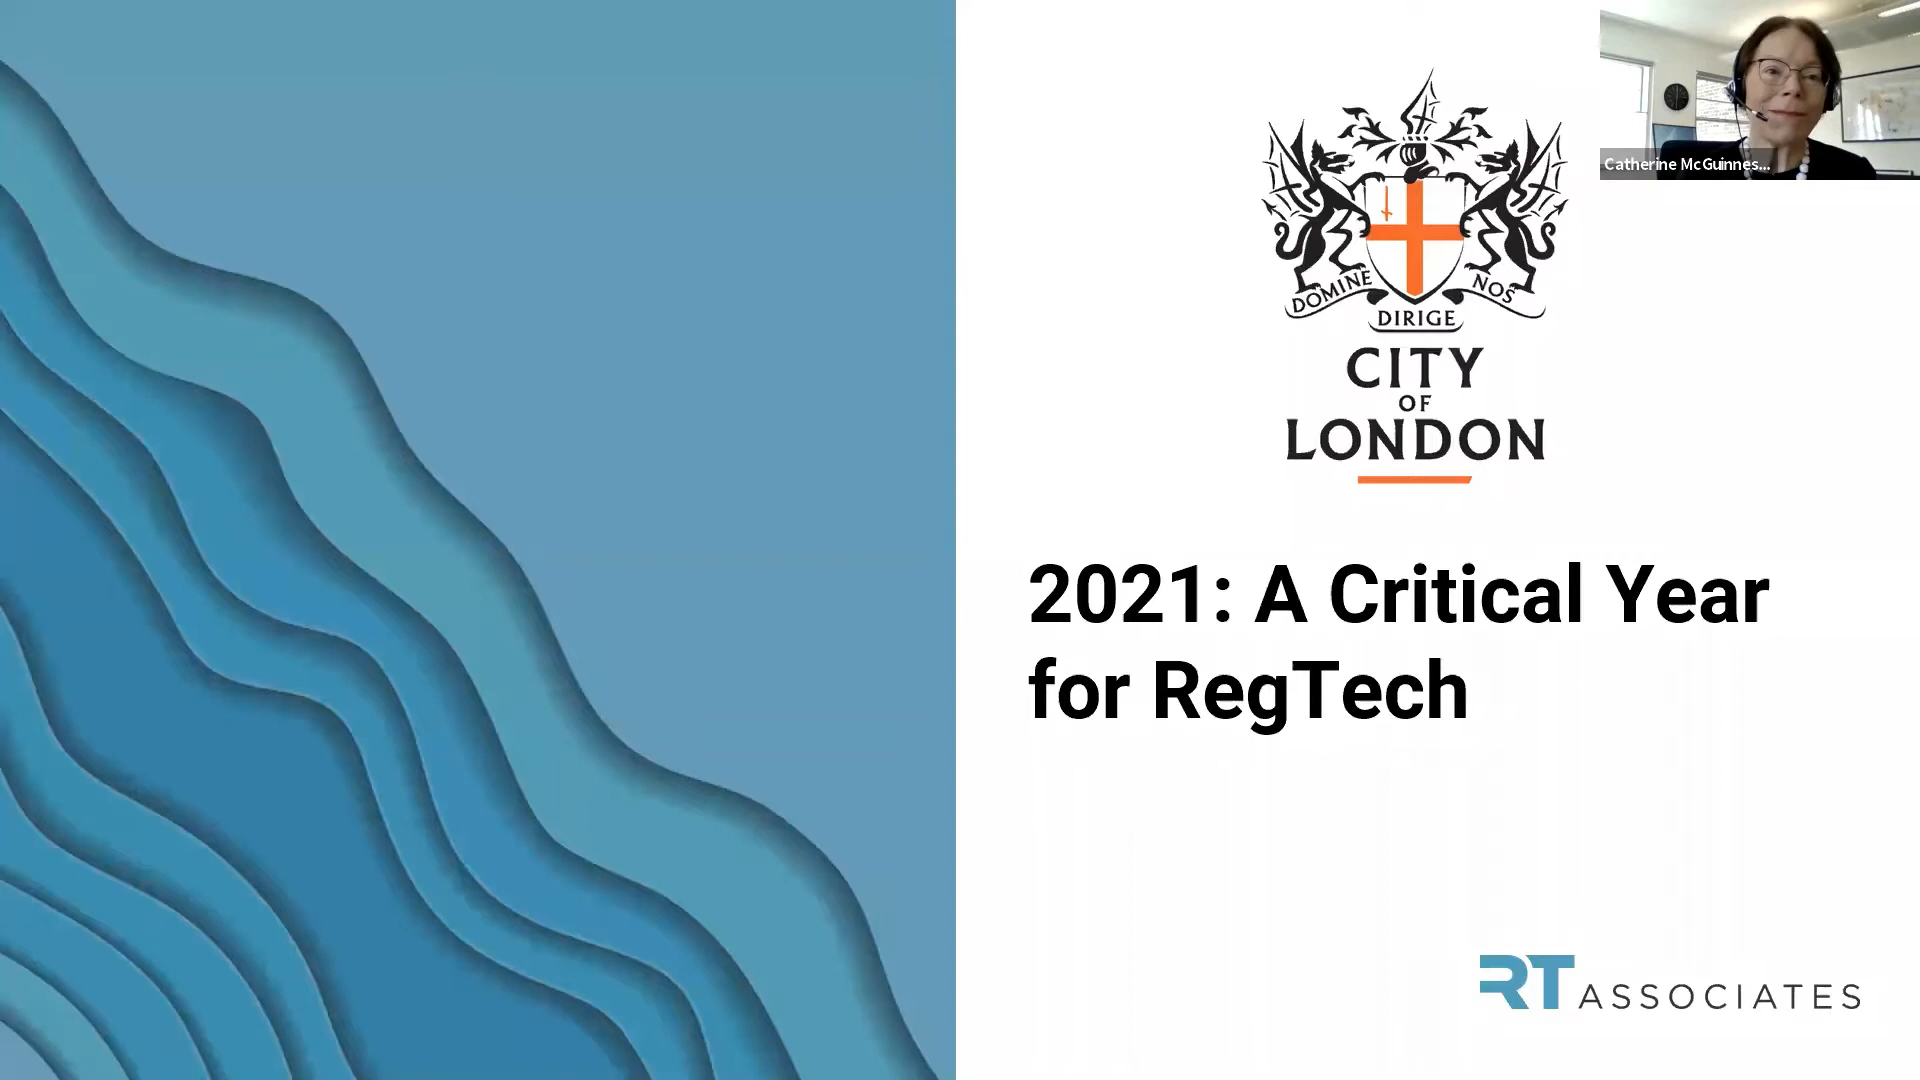 Catherine McGuinnes...
DOMINE
DIRIGE
NOS
CITY
OF
LONDON
2021: A Critical Year
for RegTech
RT ASSOCIATES